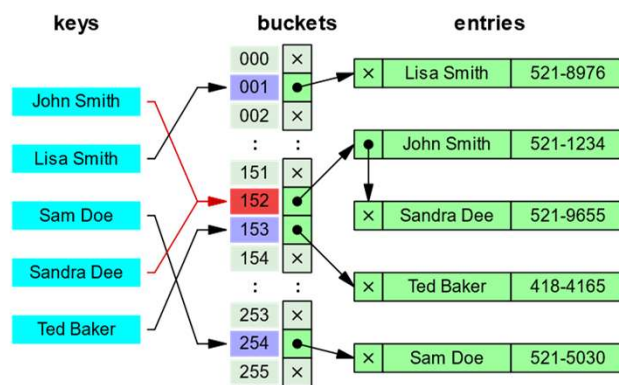 keys
buckets
entries
John Smith
Lisa Smith
Sam Doe
Sandra Dee
Ted Baker
000 ×
001
002 ×
: :
151 ×
152
153
154 ×
: :
253 ×
254
255 ×
× Lisa Smith 521-8976
John Smith 521-1234
× Sandra Dee 521-9655
× Ted Baker 418-4165
× Sam Doe 521-5030